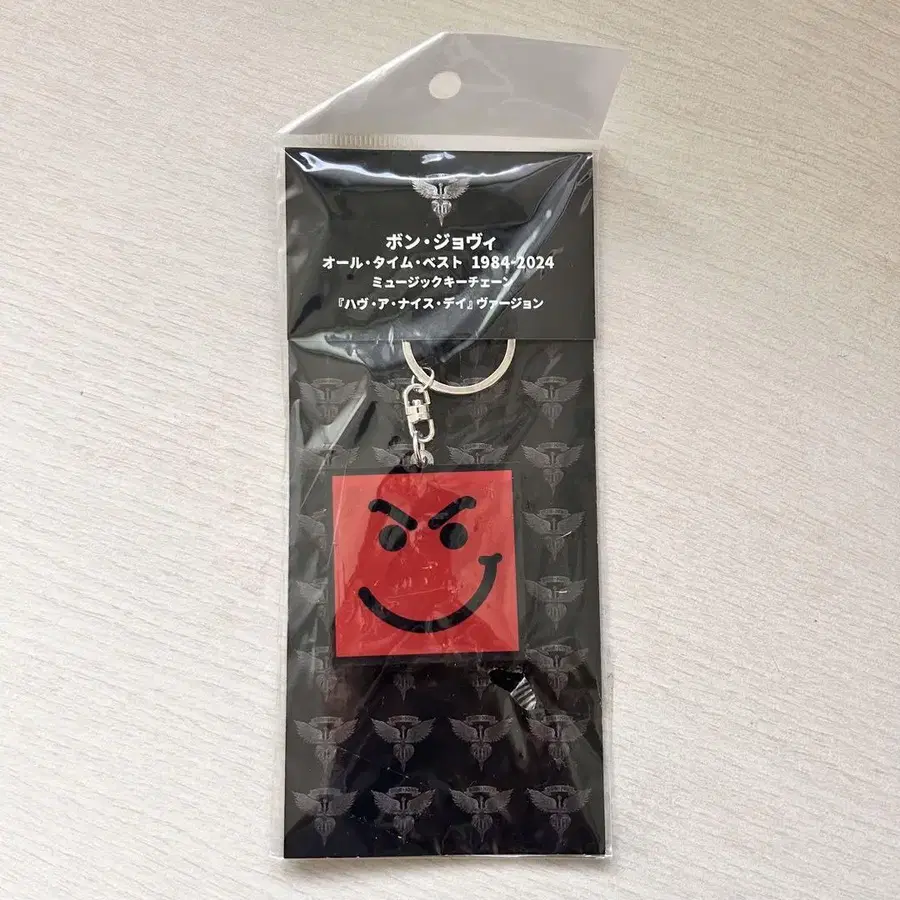 ボン・ジョヴィ
オール・タイム・ベスト 1984-2024
ミュージックキーチェーン
『ハヴ・ア・ナイス・デイ』ヴァージョン